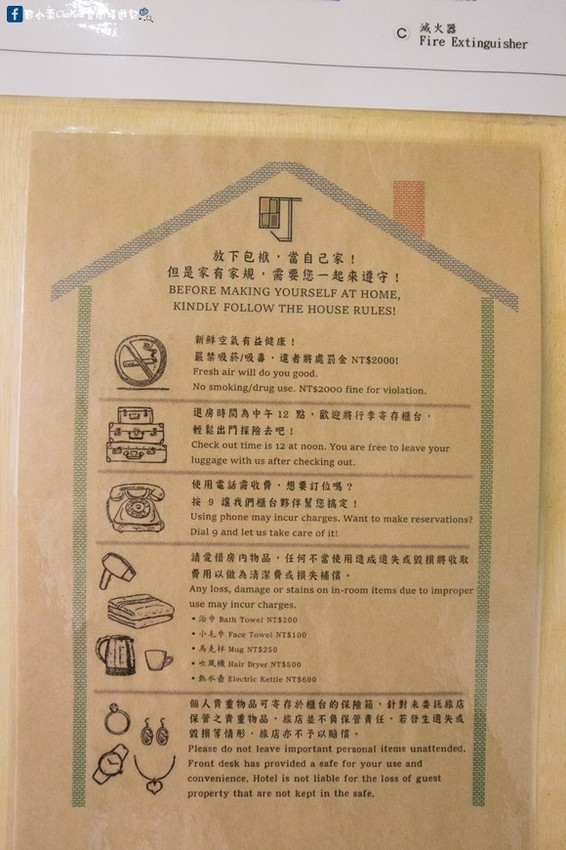 C 滅火器
Fire Extinguisher
町
放下包袱，當自己家！
但是家有家規，需要您一起來遵守！
BEFORE MAKING YOURSELF AT HOME,
KINDLY FOLLOW THE HOUSE RULES!
新鮮空氣有益健康！
嚴禁吸菸/吸毒，違者將處罰金 NT$2000!
Fresh air will do you good.
No smoking/drug use. NT$2000 fine for violation.
退房時間為中午 12 點，歡迎將行李寄存櫃台，
輕鬆出門探險去吧！
Check out time is 12 at noon. You are free to leave your
luggage with us after checking out.
使用電話需收費，想要訂位嗎？
按 9 讓我們櫃台夥伴幫您搞定！
Using phone may incur charges. Want to make reservations?
Dial 9 and let us take care of it!
請愛惜房內物品，任何不當使用造成遺失或毀損將收取
費用以做為清潔費或損失補償。
Any loss, damage or stains on in-room items due to improper
use may incur charges.
• 浴巾 Bath Towel NT$200
• 小毛巾 Face Towel NT$100
• 馬克杯 Mug NT$250
• 吹風機 Hair Dryer NT$500
• 熱水壺 Electric Kettle NT$600
個人貴重物品可寄存於櫃台的保險箱，針對未委託旅店
保管之貴重物品，旅店並不負保管責任，若發生遺失或
毀損等情形，旅店亦不予以賠償。
Please do not leave important personal items unattended.
Front desk has provided a safe for your use and
convenience, Hotel is not liable for the loss of guest
property that are not kept in the safe.